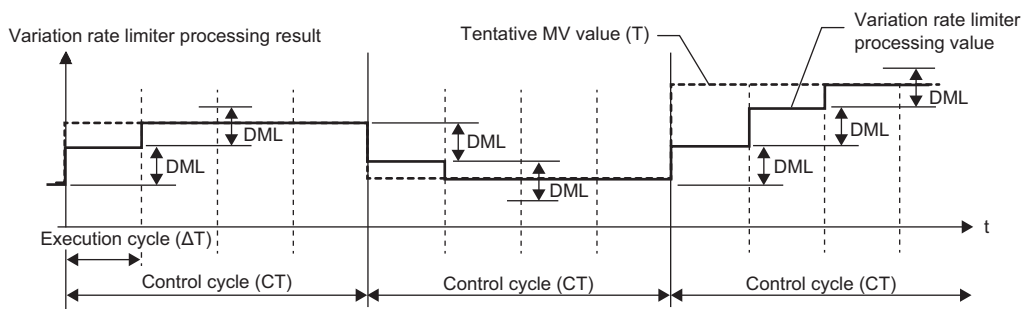 Variation rate limiter processing result
Tentative MV value (T)
Variation rate limiter
processing value
DML
DML
DML
DML
DML
DML
DML
t
Execution cycle (ΔT)
Control cycle (CT)
Control cycle (CT)
Control cycle (CT)